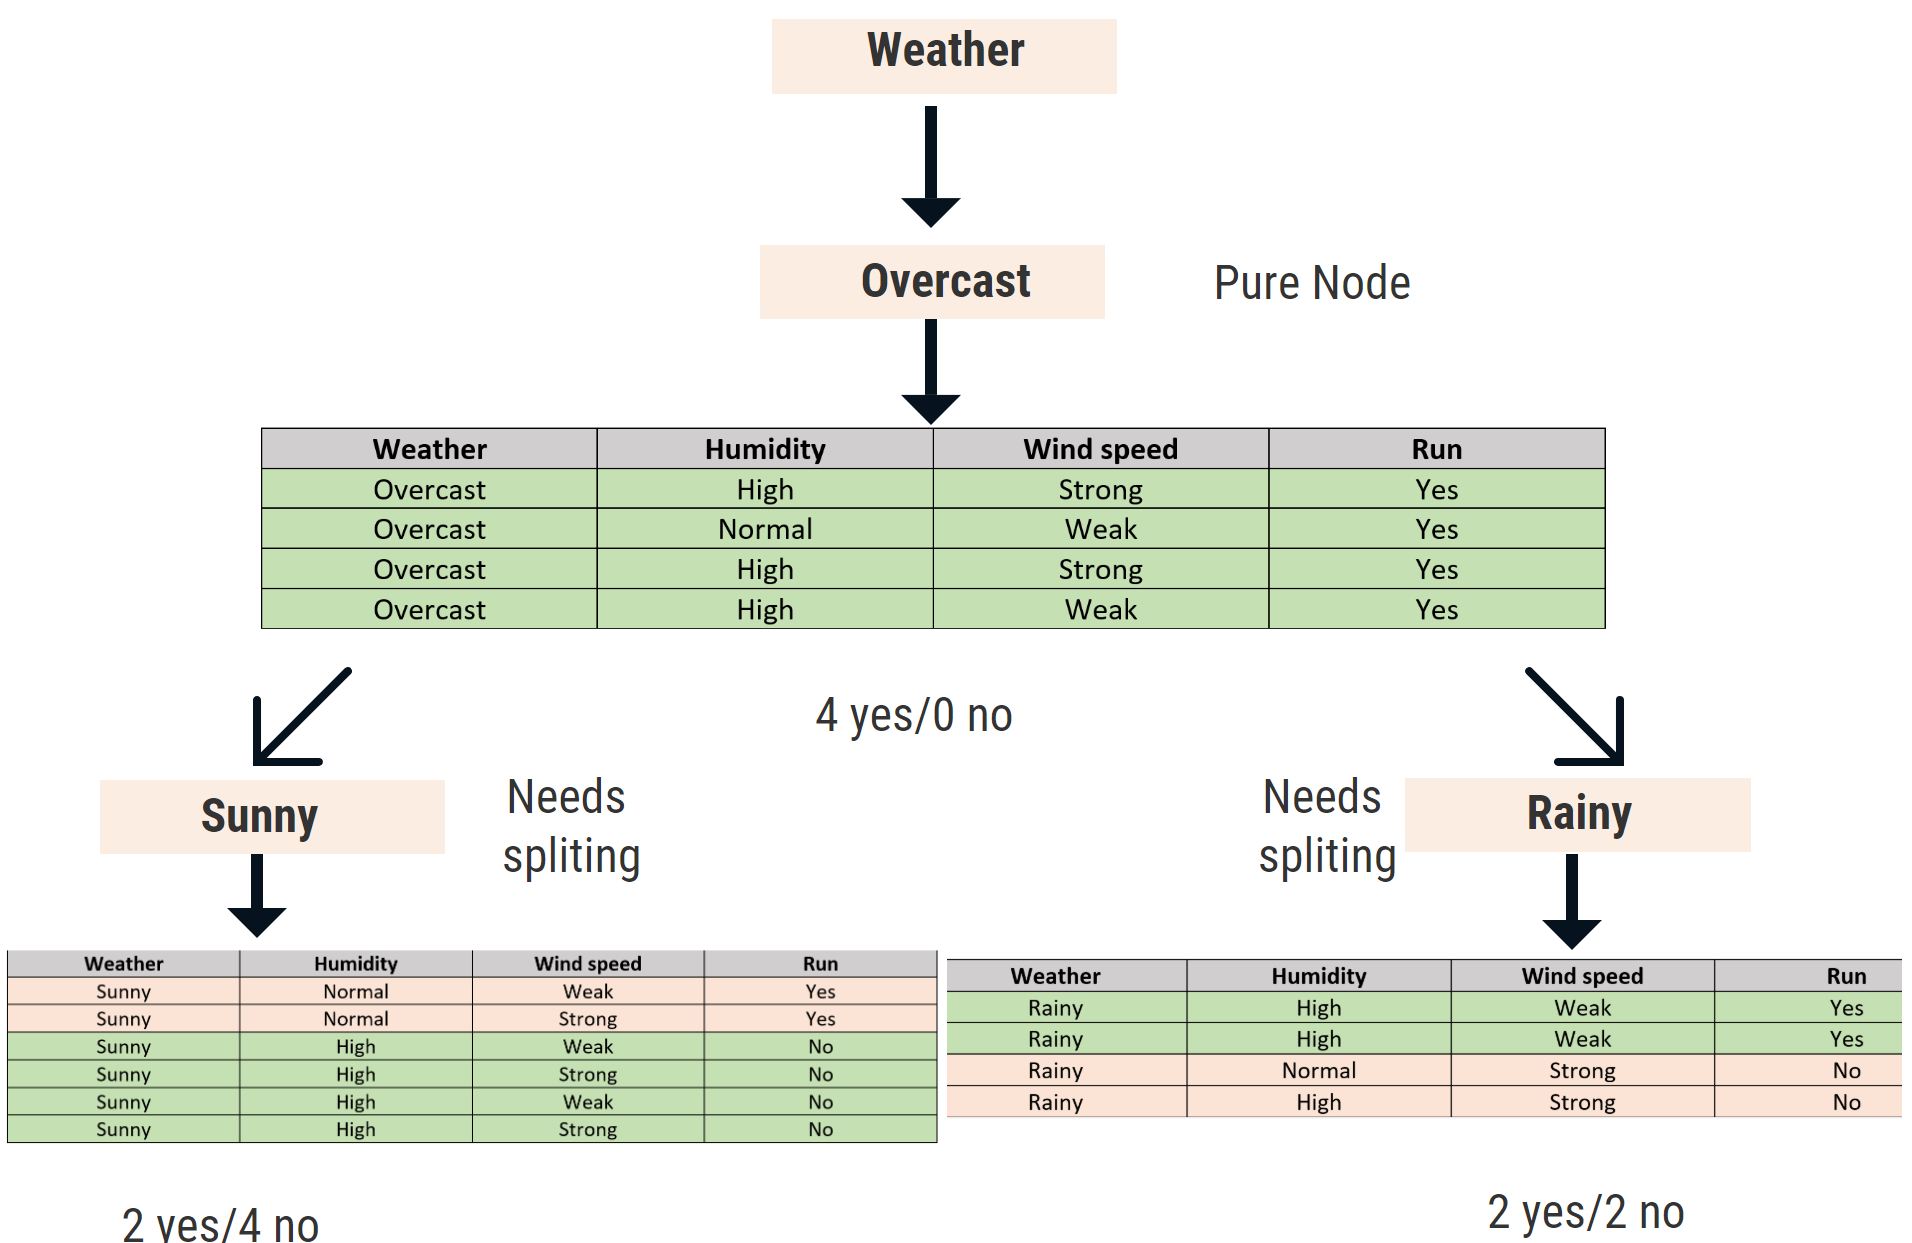 Weather
Overcast
Pure Node
Weather Humidity Wind speed Run
Overcast High Strong Yes
Overcast Normal Weak Yes
Overcast High Strong Yes
Overcast High Weak Yes
4 yes/0 no
Sunny
Needs
spliting
Needs
spliting
Rainy
Weather Humidity Wind speed Run
Sunny Normal Weak Yes
Sunny Normal Strong Yes
Sunny High Weak No
Sunny High Strong No
Sunny High Weak No
Sunny High Strong No
2 yes/4 no
Weather Humidity Wind speed Run
Rainy High Weak Yes
Rainy High Weak Yes
Rainy Normal Strong No
Rainy High Strong No
2 yes/2 no